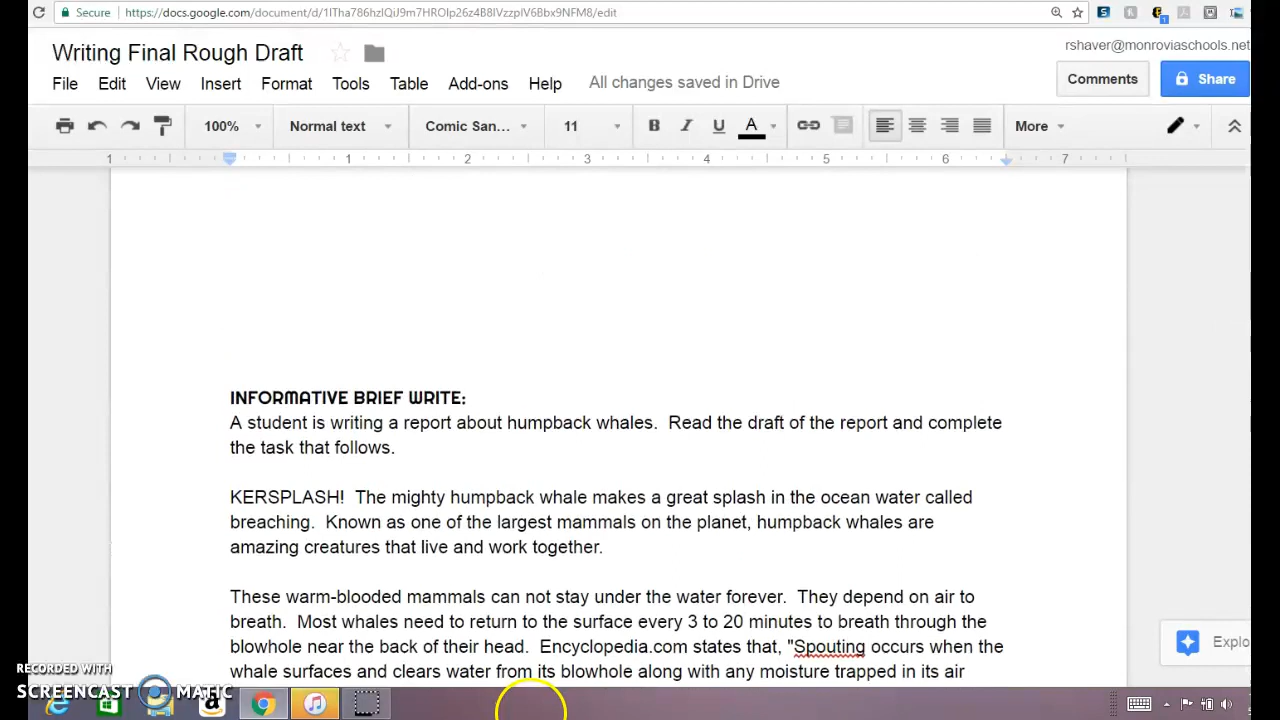 Secure https://docs.google.com/document/d/1lTha786hzlQiJ9m7HROlp26z4B8lVzzplV6Bbx9NFM8/edit
Writing Final Rough Draft
rshaver@monroviaschools.net
File Edit View Insert Format Tools Table Add-ons Help All changes saved in Drive
Comments Share
100% Normal text Comic San... 11 B I U A More
1 1 2 3 4 5 6 7
INFORMATIVE BRIEF WRITE:
A student is writing a report about humpback whales. Read the draft of the report and complete
the task that follows.
KERSPLASH! The mighty humpback whale makes a great splash in the ocean water called
breaching. Known as one of the largest mammals on the planet, humpback whales are
amazing creatures that live and work together.
These warm-blooded mammals can not stay under the water forever. They depend on air to
breath. Most whales need to return to the surface every 3 to 20 minutes to breath through the
blowhole near the back of their head. Encyclopedia.com states that, "Spouting occurs when the
whale surfaces and clears water from its blowhole along with any moisture trapped in its air
Explo
RECORDED WITH
SCREENCAST MATIC